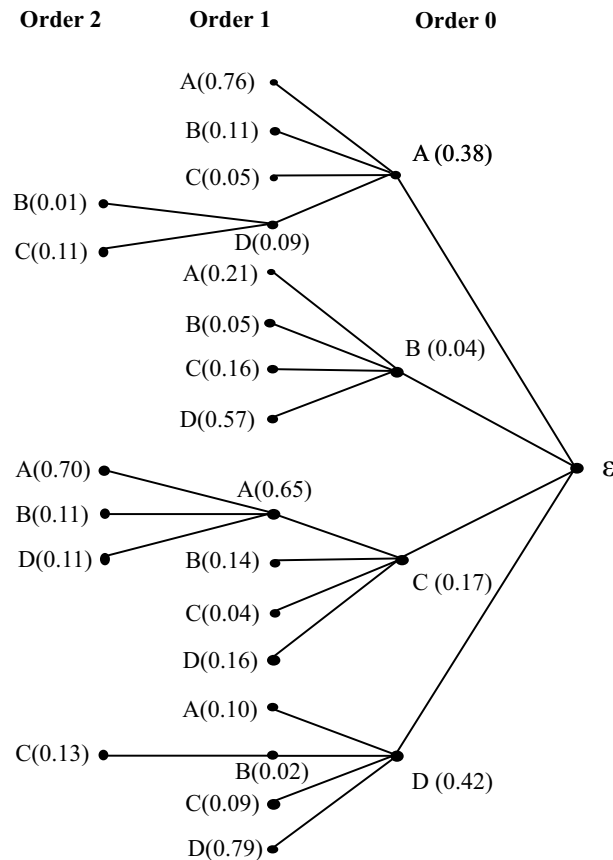 Order 2 Order 1 Order 0
A(0.76)
B(0.11)
A (0.38)
C(0.05)
B(0.01)
D(0.09)
C(0.11)
A(0.21)
B(0.05)
B (0.04)
C(0.16)
D(0.57)
A(0.70)
ε
A(0.65)
B(0.11)
D(0.11)
B(0.14)
C (0.17)
C(0.04)
D(0.16)
A(0.10)
C(0.13)
B(0.02)
D (0.42)
C(0.09)
D(0.79)